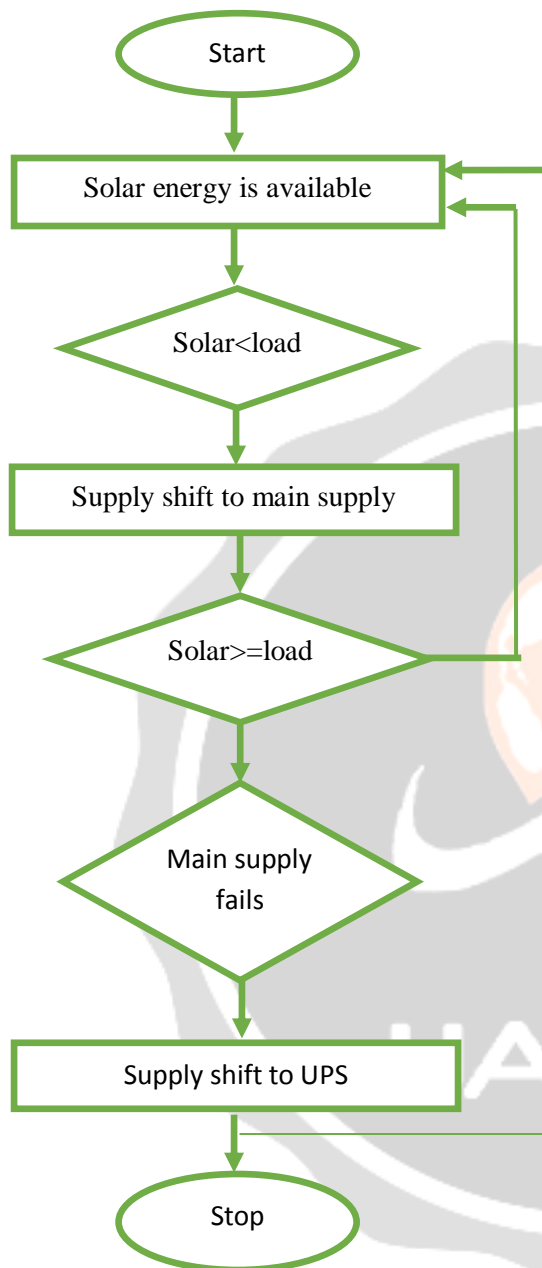 Start
Solar energy is available
Solar<load
Supply shift to main supply
Solar>=load
Main supply
fails
Supply shift to UPS
Stop